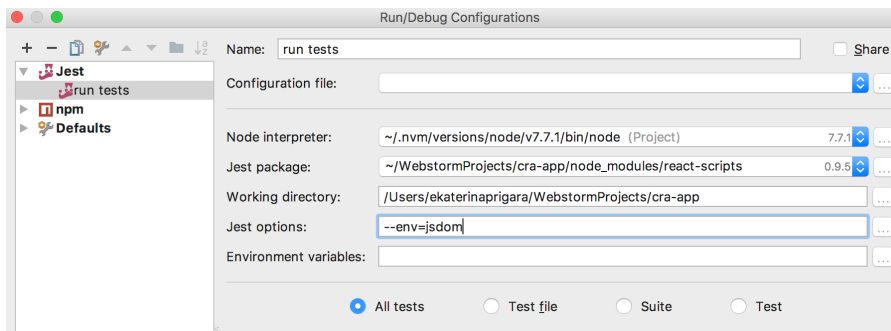 Run/Debug Configurations
Name: run tests Share
Configuration file: ...
Jest
run tests
npm
Defaults
Node interpreter: ~/.nvm/versions/node/v7.7.1/bin/node (Project) 7.7.1 ...
Jest package: ~/WebstormProjects/cra-app/node_modules/react-scripts 0.9.5 ...
Working directory: /Users/ekaterinaprigara/WebstormProjects/cra-app ...
Jest options: --env=jsdom ...
Environment variables: ...
All tests Test file Suite Test